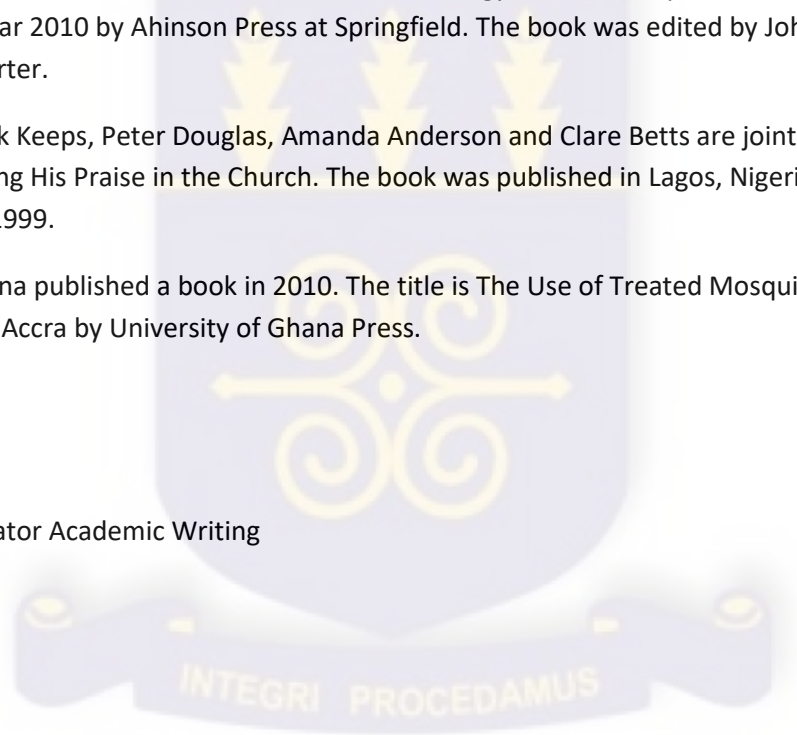 ar 2010 by Ahinson Press at Springfield. The book was edited by Joh
rter.
k Keeps, Peter Douglas, Amanda Anderson and Clare Betts are joint
ng His Praise in the Church. The book was published in Lagos, Nigeri
1999.
na published a book in 2010. The title is The Use of Treated Mosqui
Accra by University of Ghana Press.
ator Academic Writing
INTEGRI PROCEDAMUS